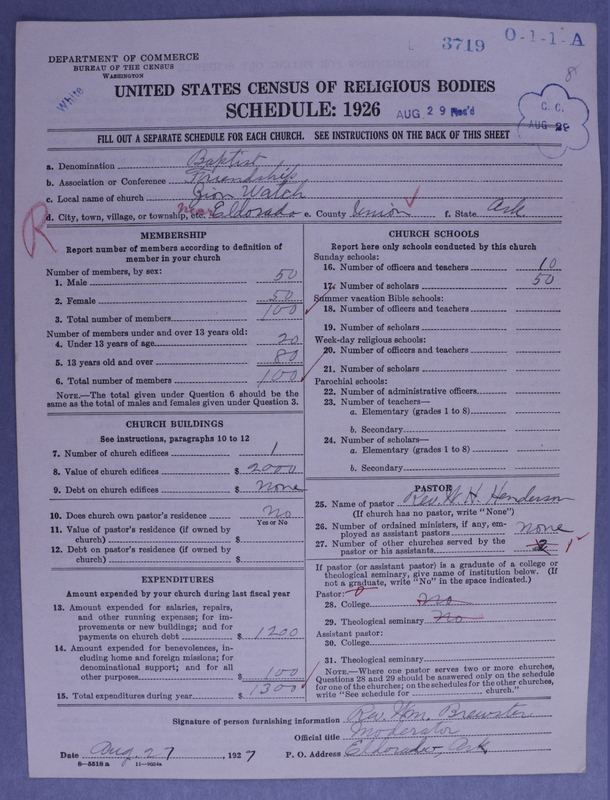 3719 O-1-1-A
DEPARTMENT OF COMMERCE
BUREAU OF THE CENSUS
WASHINGTON
White
8
UNITED STATES CENSUS OF RELIGIOUS BODIES
SCHEDULE: 1926 AUG 29 Rec'd
C. C.
AUG 29
FILL OUT A SEPARATE SCHEDULE FOR EACH CHURCH. SEE INSTRUCTIONS ON THE BACK OF THIS SHEET
a. Denomination Baptist
b. Association or Conference Friendship
c. Local name of church Zion Watch
d. City, town, village, or township, etc. near Eldorado e. County Union f. State Ark.
R
MEMBERSHIP
Report number of members according to definition of
member in your church
Number of members, by sex:
1. Male 50
2. Female 50
3. Total number of members 100
Number of members under and over 13 years old:
4. Under 13 years of age 20
5. 13 years old and over 80
6. Total number of members 100
NOTE.—The total given under Question 6 should be the
same as the total of males and females given under Question 3.
CHURCH BUILDINGS
See instructions, paragraphs 10 to 12
7. Number of church edifices 1
8. Value of church edifices $ 2000
9. Debt on church edifices $ none
10. Does church own pastor's residence no
Yes or No
11. Value of pastor's residence (if owned by
church) $
12. Debt on pastor's residence (if owned by
church) $
EXPENDITURES
Amount expended by your church during last fiscal year
13. Amount expended for salaries, repairs,
and other running expenses; for im-
provements or new buildings; and for
payments on church debt $ 1200
14. Amount expended for benevolences, in-
cluding home and foreign missions; for
denominational support; and for all
other purposes $ 100
15. Total expenditures during year $ 1300
CHURCH SCHOOLS
Report here only schools conducted by this church
Sunday schools:
16. Number of officers and teachers 10
17. Number of scholars 50
Summer vacation Bible schools:
18. Number of officers and teachers
19. Number of scholars
Week-day religious schools:
20. Number of officers and teachers
21. Number of scholars
Parochial schools:
22. Number of administrative officers
23. Number of teachers—
a. Elementary (grades 1 to 8)
b. Secondary
24. Number of scholars—
a. Elementary (grades 1 to 8)
b. Secondary
PASTOR
25. Name of pastor Rev. W. H. Henderson
(If church has no pastor, write "None")
26. Number of ordained ministers, if any, em-
ployed as assistant pastors none
27. Number of other churches served by the
pastor or his assistants 2 1
If pastor (or assistant pastor) is a graduate of a college or
theological seminary, give name of institution below. (If
not a graduate, write "No" in the space indicated.)
Pastor: 0
28. College no
29. Theological seminary no
Assistant pastor:
30. College
31. Theological seminary
NOTE.—Where one pastor serves two or more churches,
Questions 28 and 29 should be answered only on the schedule
for one of the churches; on the schedules for the other churches,
write "See schedule for church."
Signature of person furnishing information Rev. Wm. Brewster
Official title Moderator
Date Aug. 27, 1927 P. O. Address Eldorado, Ark
8—5518 a